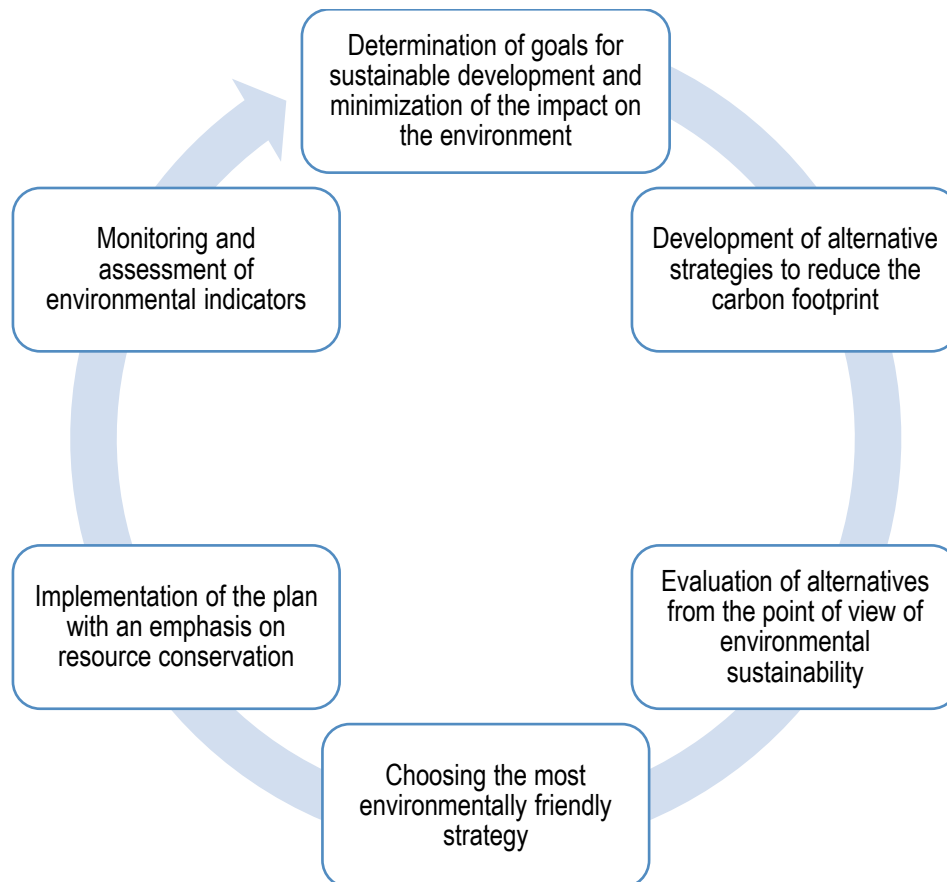 Determination of goals for
sustainable development and
minimization of the impact on
the environment
Development of alternative
strategies to reduce the
carbon footprint
Evaluation of alternatives
from the point of view of
environmental
sustainability
Choosing the most
environmentally friendly
strategy
Implementation of the plan
with an emphasis on
resource conservation
Monitoring and
assessment of
environmental indicators